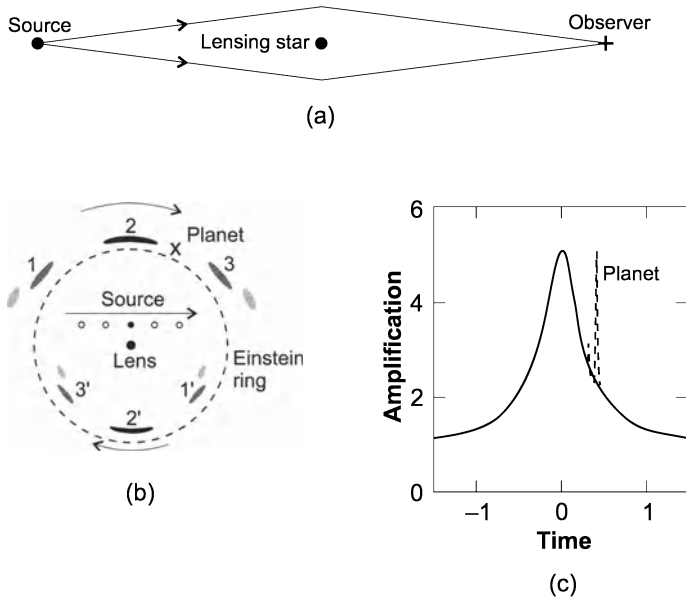 Source
Lensing star
Observer
(a)
2
Planet
1
3
Source
Lens
Einstein
ring
3'
1'
2'
(b)
6
4
2
0
Amplification
Planet
–1
0
1
Time
(c)